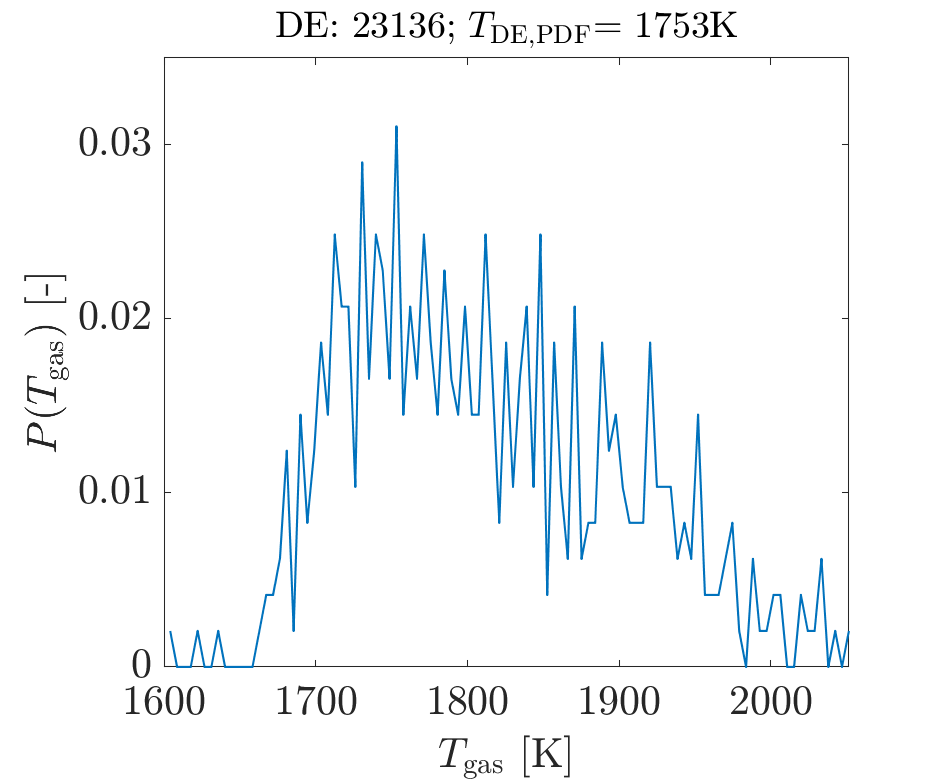 DE: 23136; T_DE,PDF= 1753K
0.03
0.02
0.01
0
1600 1700 1800 1900 2000
P(T_gas) [-]
T_gas [K]